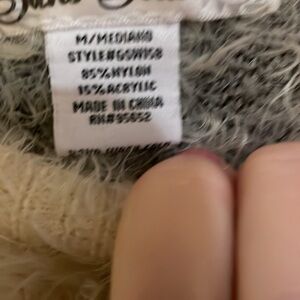 M/MEDIANO
STYLE#GSW158
85%NYLON
15%ACRYLIC
MADE IN CHINA
RN#95652